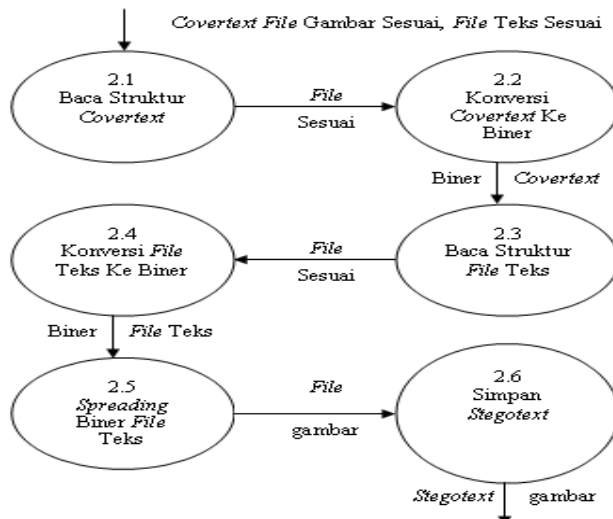 Covertext File Gambar Sesuai, File Teks Sesuai
2.1
Baca Struktur
Covertext
File
Sesuai
2.2
Konversi
Covertext Ke
Biner
Biner Covertext
2.3
Baca Struktur
File Teks
File
Sesuai
2.4
Konversi File
Teks Ke Biner
Biner File Teks
2.5
Spreading
Biner File
Teks
File
gambar
2.6
Simpan
Stegotext
Stegotext gambar